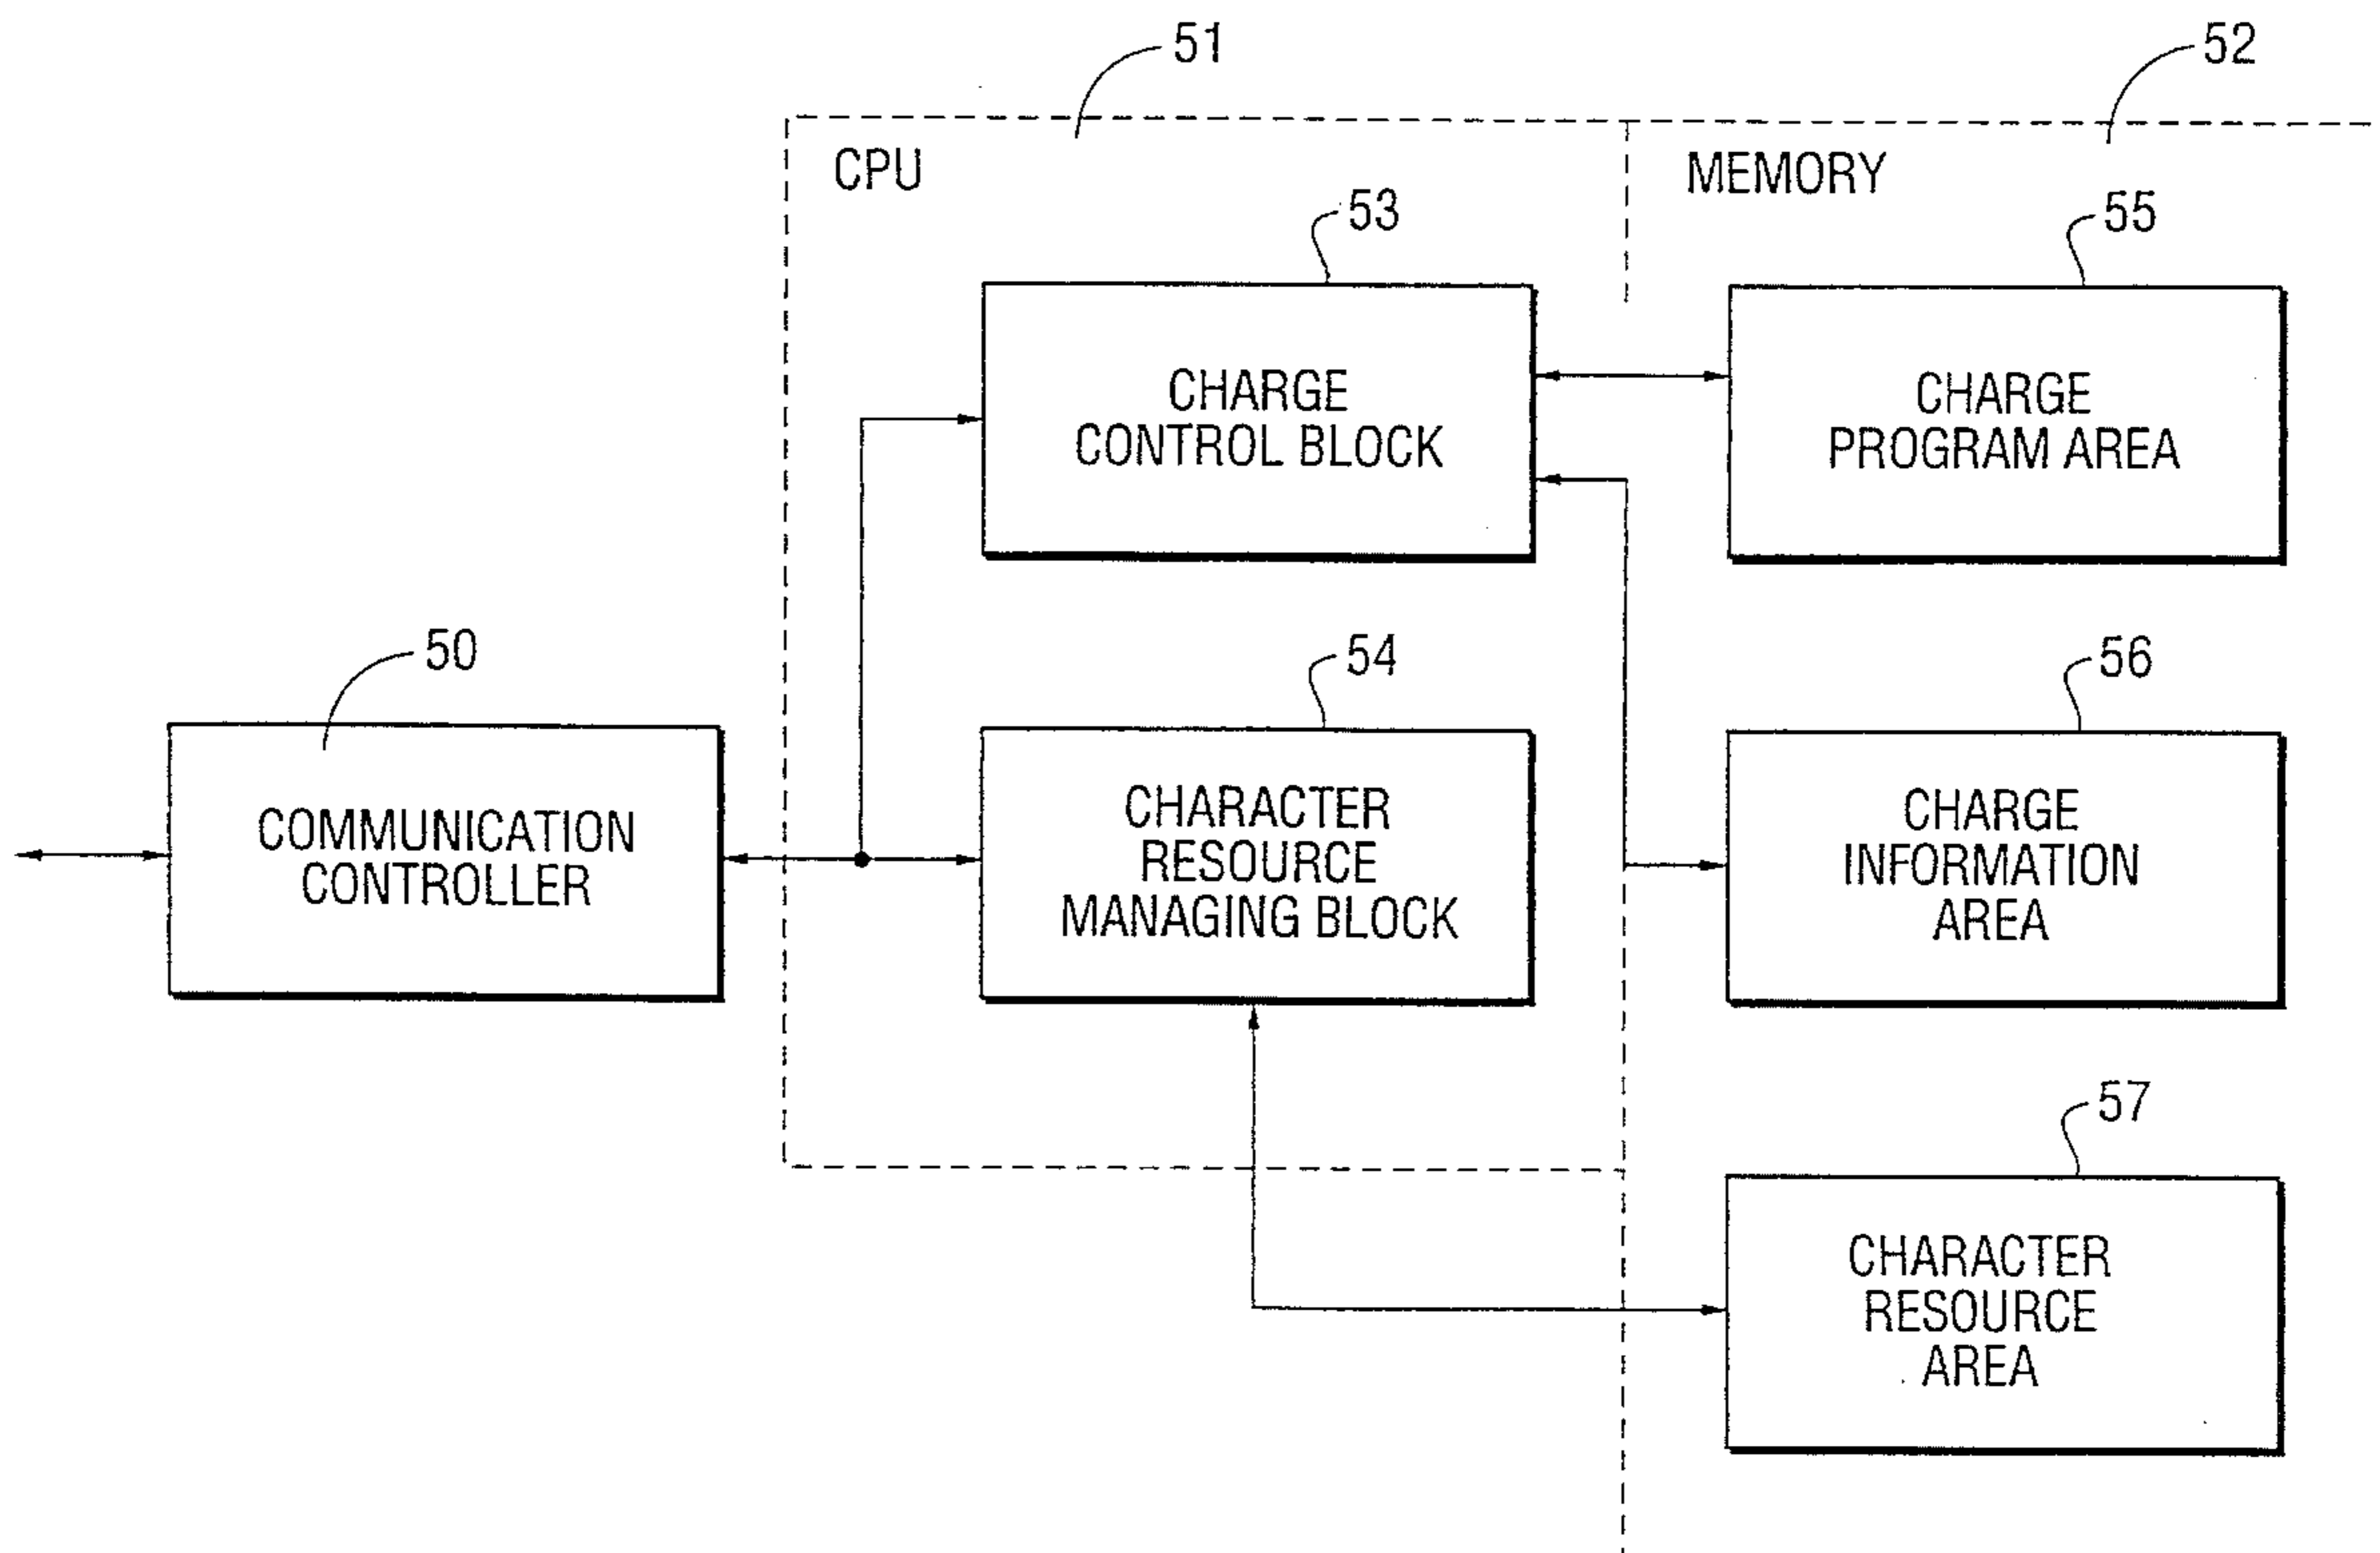 51
52
CPU
MEMORY
53
55
CHARGE
CONTROL BLOCK
CHARGE
PROGRAM AREA
50
54
56
COMMUNICATION
CONTROLLER
CHARACTER
RESOURCE
MANAGING BLOCK
CHARGE
INFORMATION
AREA
57
CHARACTER
RESOURCE
AREA